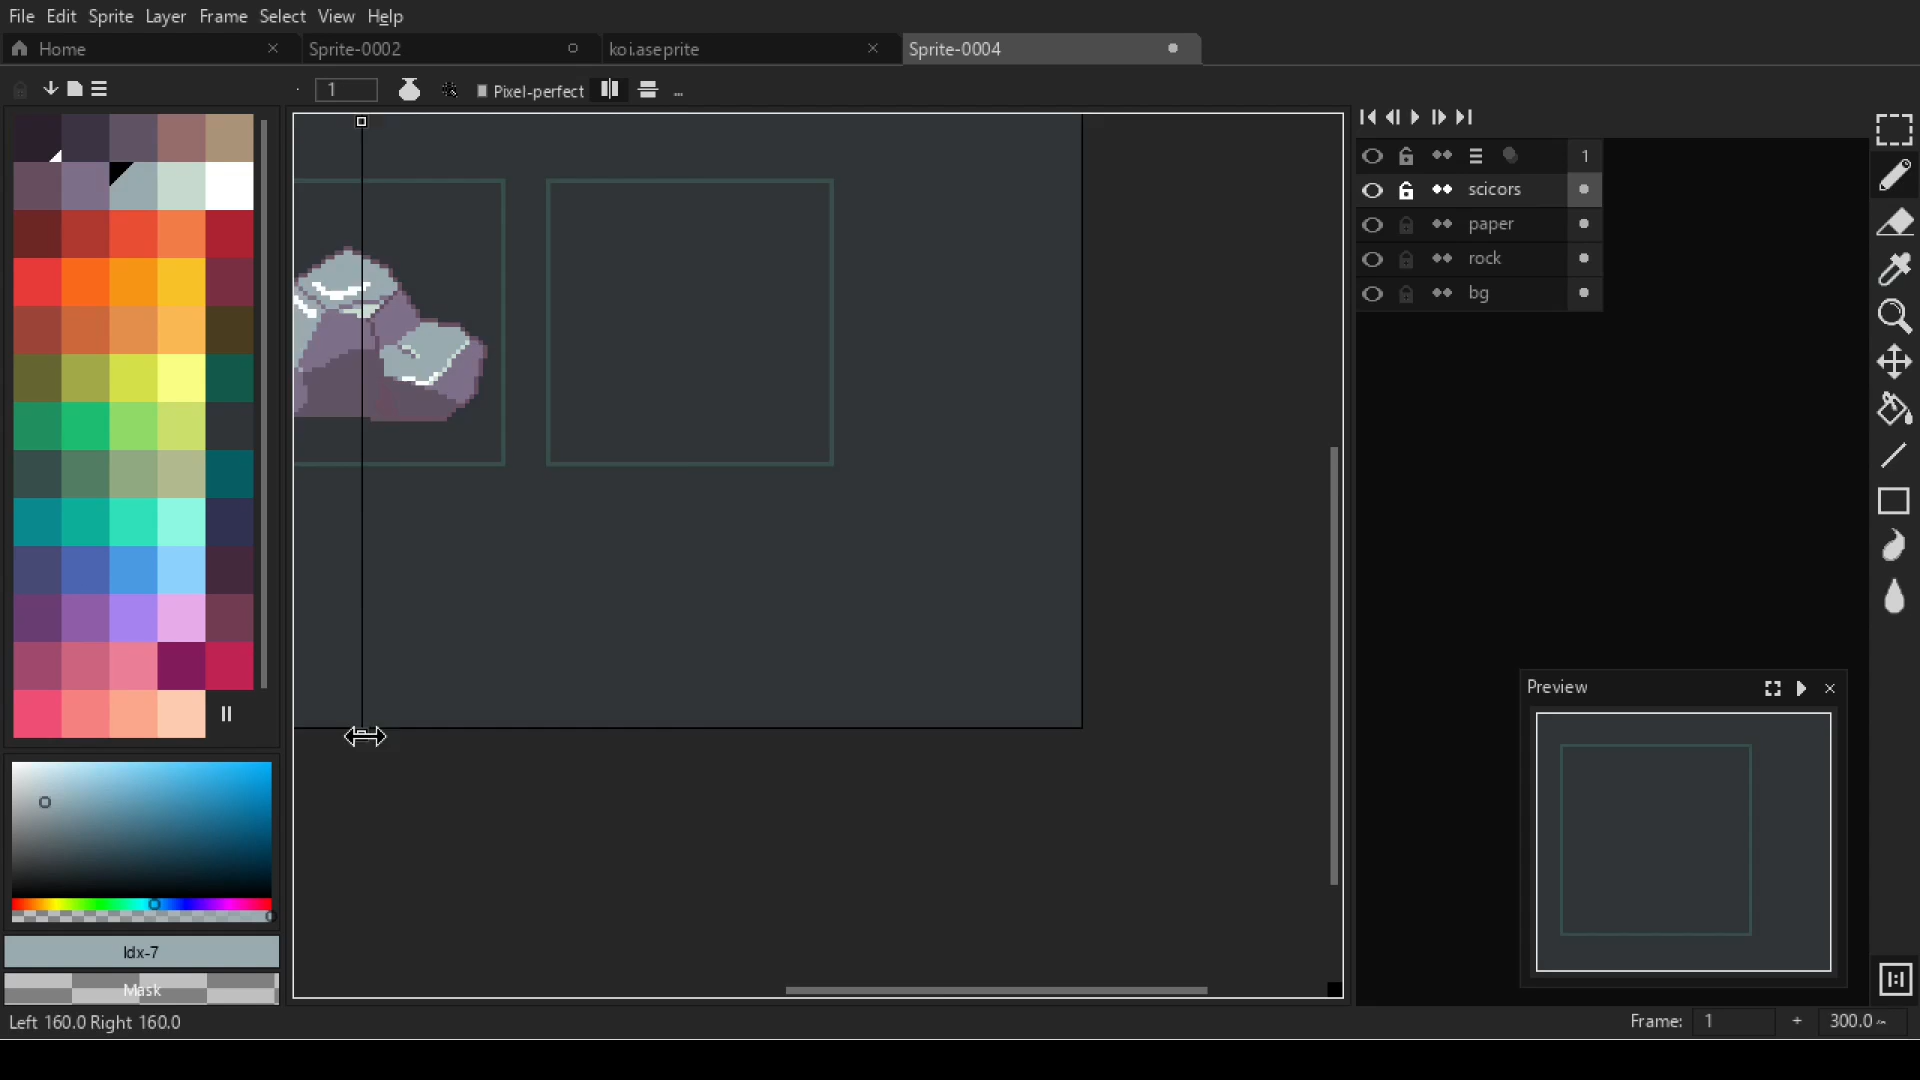 File Edit Sprite Layer Frame Select View Help
Home Sprite-0002 koi.aseprite Sprite-0004
1 Pixel-perfect ...
1
scicors
paper
rock
bg
Preview
Idx-7
Mask
Left 160.0 Right 160.0 Frame: 1 + 300.0